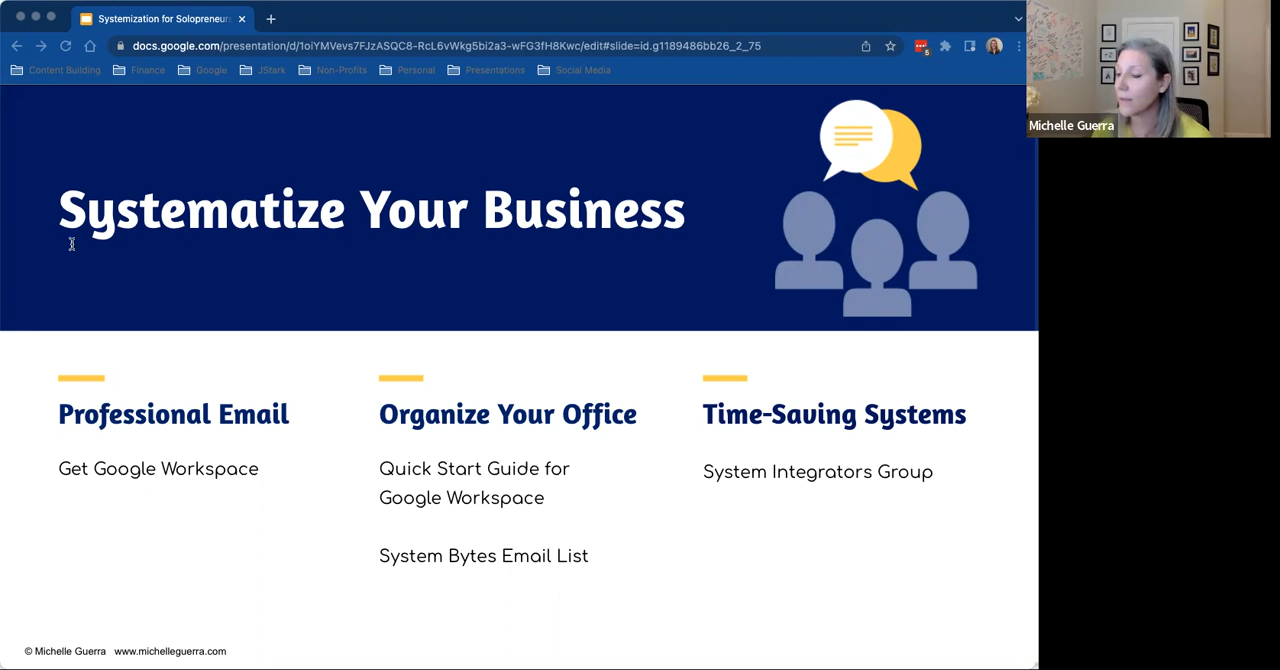 Systemization for Solopreneurs
docs.google.com/presentation/d/1oiYMVevs7FJzASQC8-RcL6vWkg5bi2a3-wFG3fH8Kwc/edit#slide=id.g1189486bb26_2_75
5
Content Building
Finance
Google
JStark
Non-Profits
Personal
Presentations
Social Media
Michelle Guerra
Systematize Your Business
Professional Email
Get Google Workspace
Organize Your Office
Quick Start Guide for
Google Workspace
System Bytes Email List
Time-Saving Systems
System Integrators Group
© Michelle Guerra www.michelleguerra.com